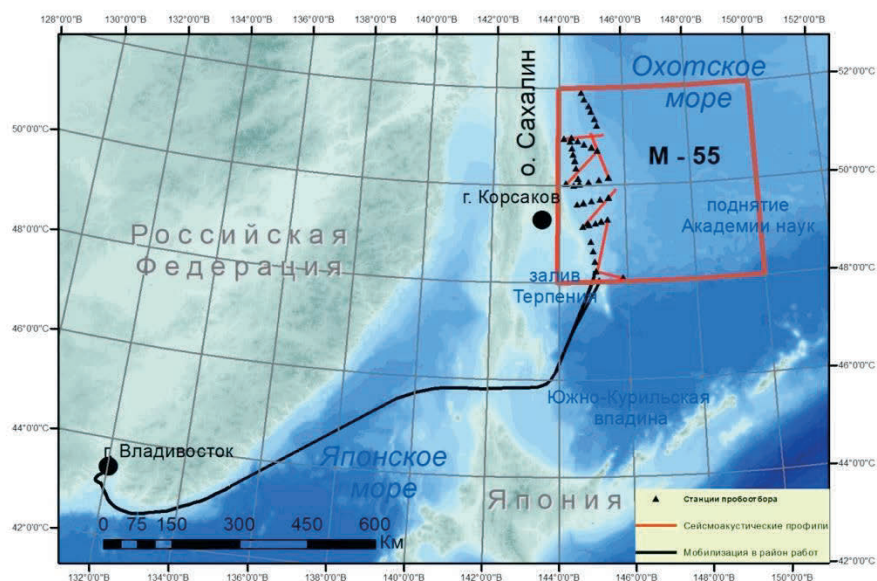 128°0'0"С 130°0'0"С 132°0'0"С 134°0'0"С 136°0'0"С 138°0'0"С 140°0'0"С 142°0'0"С 144°0'0"С 146°0'0"С 148°0'0"С 150°0'0"С 152°0'0"С
Охотское
море
о. Сахалин
М - 55
г. Корсаков
поднятие
Академии наук
Российская
Федерация
залив
Терпения
Южно-Курильская
впадина
г. Владивосток
Японское
море
Япония
50°0'0"С
48°0'0"С
46°0'0"С
44°0'0"С
42°0'0"С
52°0'0"С
50°0'0"С
48°0'0"С
46°0'0"С
44°0'0"С
42°0'0"С
0 75 150 300 450 600
Км
Станции пробоотбора
Сейсмоакустические профили
Мобилизация в район работ
132°0'0"С 134°0'0"С 136°0'0"С 138°0'0"С 140°0'0"С 142°0'0"С 144°0'0"С 146°0'0"С 148°0'0"С 150°0'0"С